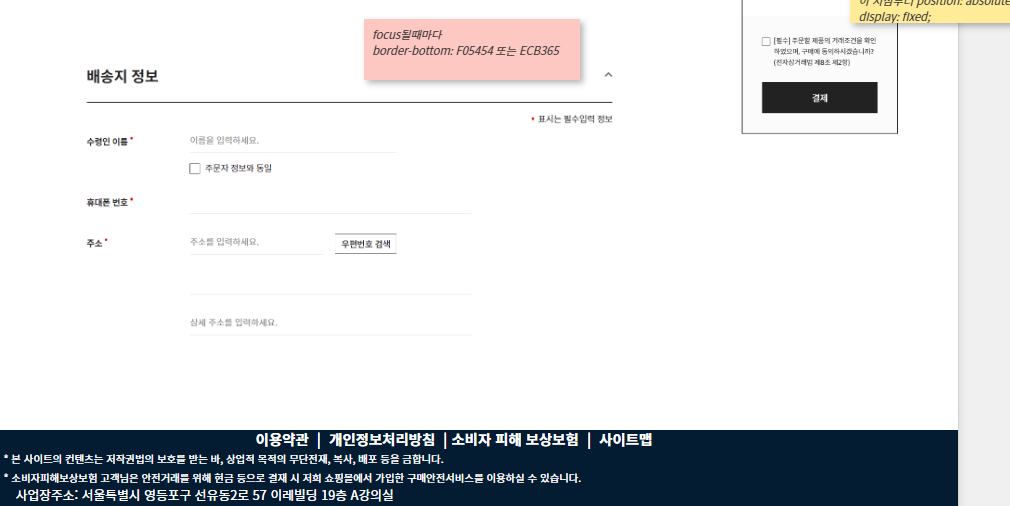 이 지점부터 position: absolute
display: fixed;
focus될때마다
border-bottom: F05454 또는 ECB365
[필수] 주문할 제품의 거래조건을 확인
하였으며, 구매에 동의하시겠습니까?
(전자상거래법 제8조 제2항)
결제
배송지 정보
• 표시는 필수입력 정보
수령인 이름 *
이름을 입력하세요.
주문자 정보와 동일
휴대폰 번호 *
주소 *
주소를 입력하세요.
우편번호 검색
상세 주소를 입력하세요.
이용약관 | 개인정보처리방침 | 소비자 피해 보상보험 | 사이트맵
* 본 사이트의 컨텐츠는 저작권법의 보호를 받는 바, 상업적 목적의 무단전재, 복사, 배포 등을 금합니다.
* 소비자피해보상보험 고객님은 안전거래를 위해 현금 등으로 결제 시 저희 쇼핑몰에서 가입한 구매안전서비스를 이용하실 수 있습니다.
사업장주소: 서울특별시 영등포구 선유동2로 57 이레빌딩 19층 A강의실